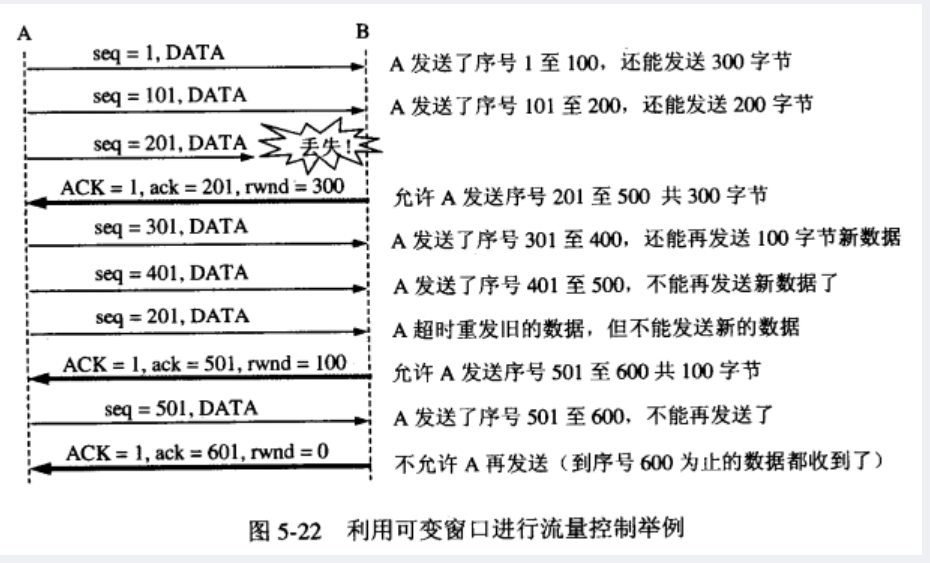 A B
seq = 1, DATA A 发送了序号 1 至 100，还能发送 300 字节
seq = 101, DATA A 发送了序号 101 至 200，还能发送 200 字节
seq = 201, DATA 丢失！
ACK = 1, ack = 201, rwnd = 300 允许 A 发送序号 201 至 500 共 300 字节
seq = 301, DATA A 发送了序号 301 至 400，还能再发送 100 字节新数据
seq = 401, DATA A 发送了序号 401 至 500，不能再发送新数据了
seq = 201, DATA A 超时重发旧的数据，但不能发送新的数据
ACK = 1, ack = 501, rwnd = 100 允许 A 发送序号 501 至 600 共 100 字节
seq = 501, DATA A 发送了序号 501 至 600，不能再发送了
ACK = 1, ack = 601, rwnd = 0 不允许 A 再发送（到序号 600 为止的数据都收到了）
图 5-22 利用可变窗口进行流量控制举例